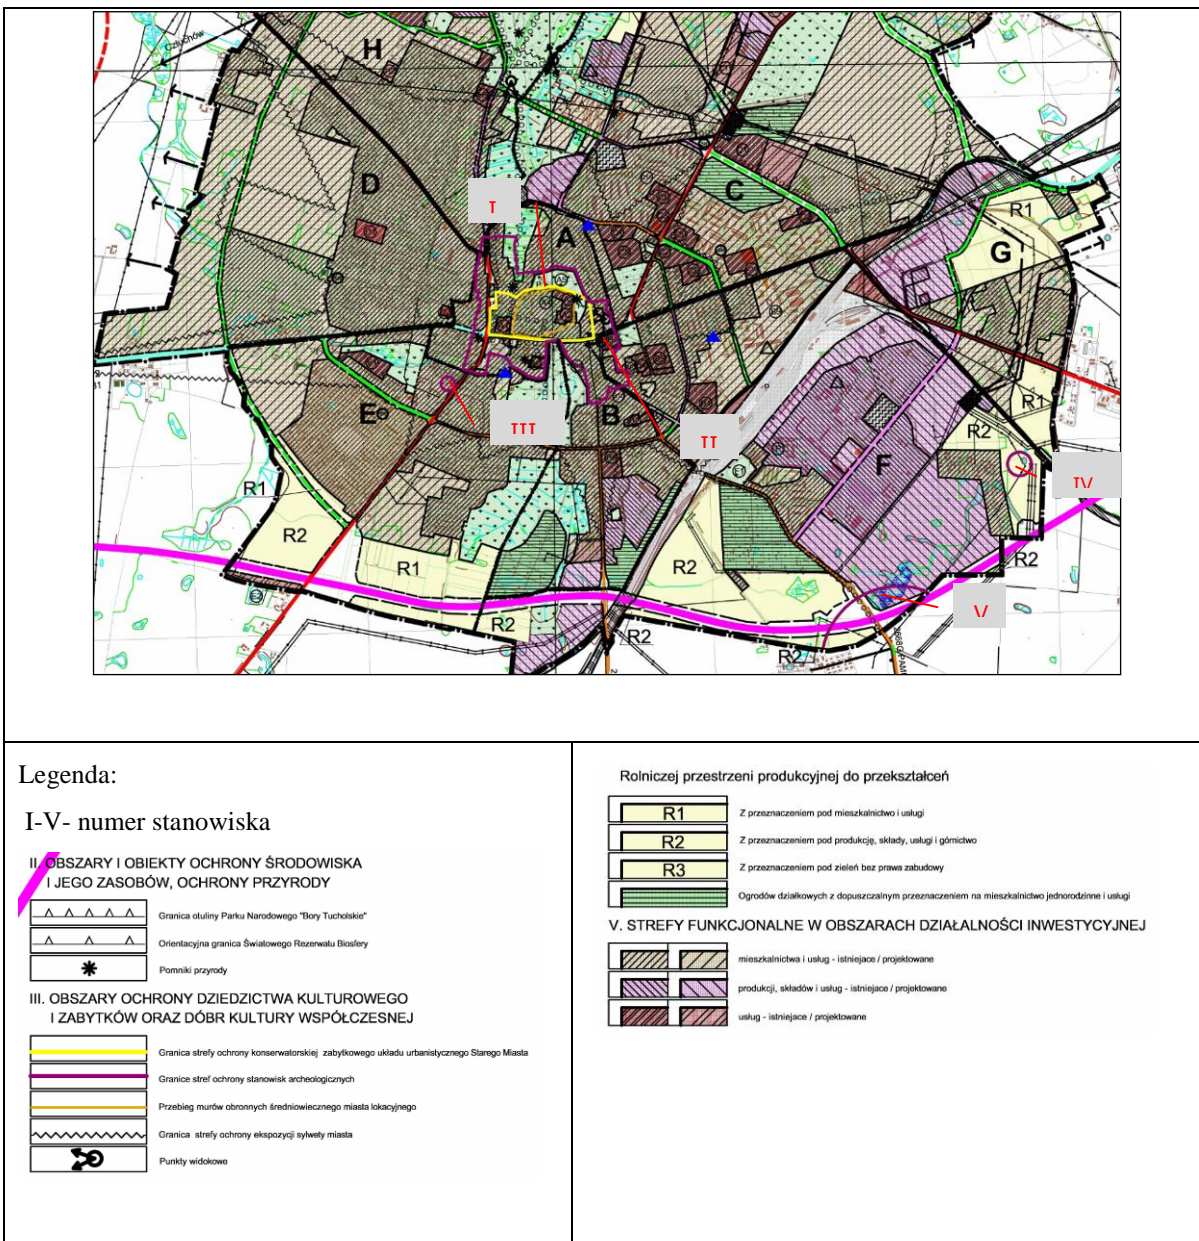 Człuchów
H
D
C
R1
G
I
A
E
B
III
II
F
R1
R2
IV
R1
R2
R1
R2
R2
R2
R2
R2
V
Legenda:
I-V- numer stanowiska
II. OBSZARY I OBIEKTY OCHRONY ŚRODOWISKA
I JEGO ZASOBÓW, OCHRONY PRZYRODY
Granica otuliny Parku Narodowego "Bory Tucholskie"
Orientacyjna granica Światowego Rezerwatu Biosfery
Pomniki przyrody
III. OBSZARY OCHRONY DZIEDZICTWA KULTUROWEGO
I ZABYTKÓW ORAZ DÓBR KULTURY WSPÓŁCZESNEJ
Granica strefy ochrony konserwatorskiej zabytkowego układu urbanistycznego Starego Miasta
Granice stref ochrony stanowisk archeologicznych
Przebieg murów obronnych średniowiecznego miasta lokacyjnego
Granica strefy ochrony ekspozycji sylwety miasta
Punkty widokowe
Rolniczej przestrzeni produkcyjnej do przekształceń
R1 Z przeznaczeniem pod mieszkalnictwo i usługi
R2 Z przeznaczeniem pod produkcję, składy, usługi i górnictwo
R3 Z przeznaczeniem pod zieleń bez prawa zabudowy
Ogrodów działkowych z dopuszczalnym przeznaczeniem na mieszkalnictwo jednorodzinne i usługi
V. STREFY FUNKCJONALNE W OBSZARACH DZIAŁALNOŚCI INWESTYCYJNEJ
mieszkalnictwa i usług - istniejace / projektowane
produkcji, składów i usług - istniejace / projektowane
usług - istniejace / projektowane